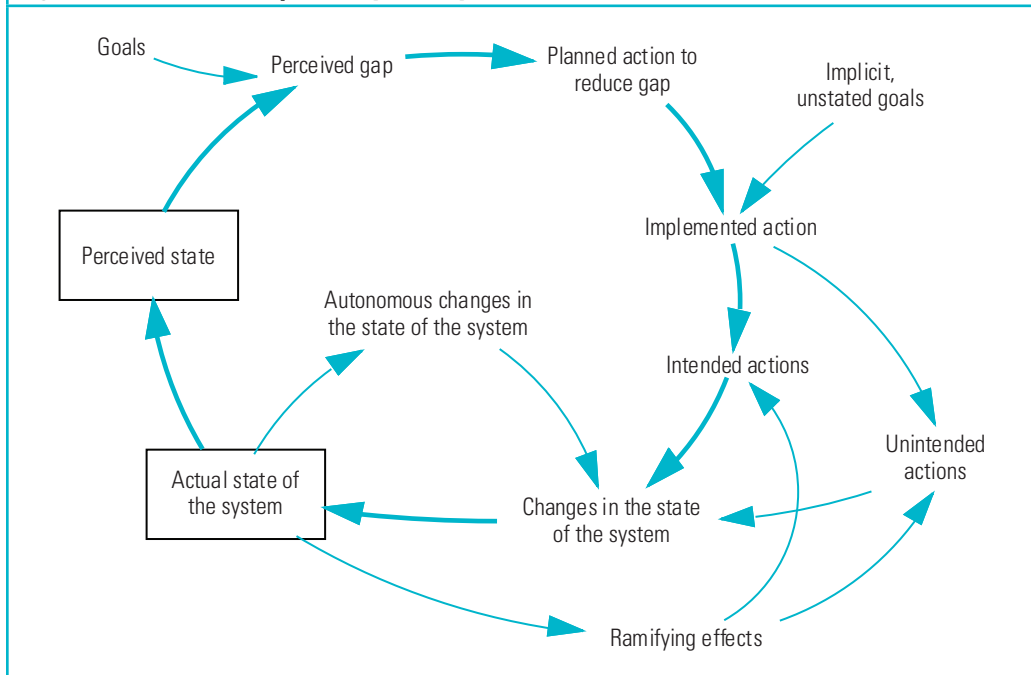 Goals
Perceived gap
Planned action to
reduce gap
Implicit,
unstated goals
Implemented action
Perceived state
Autonomous changes in
the state of the system
Intended actions
Unintended
actions
Actual state of
the system
Changes in the state
of the system
Ramifying effects